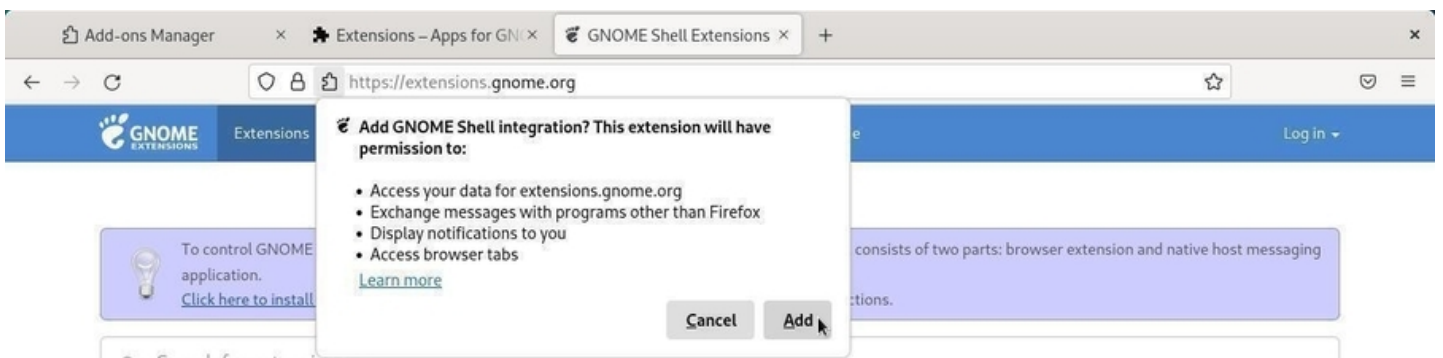 Add-ons Manager
Extensions – Apps for GN
GNOME Shell Extensions
https://extensions.gnome.org
GNOME
EXTENSIONS
Extensions
Log in
Add GNOME Shell integration? This extension will have
permission to:
• Access your data for extensions.gnome.org
• Exchange messages with programs other than Firefox
• Display notifications to you
• Access browser tabs
Learn more
Cancel
Add
To control GNOME
consists of two parts: browser extension and native host messaging
application.
Click here to install